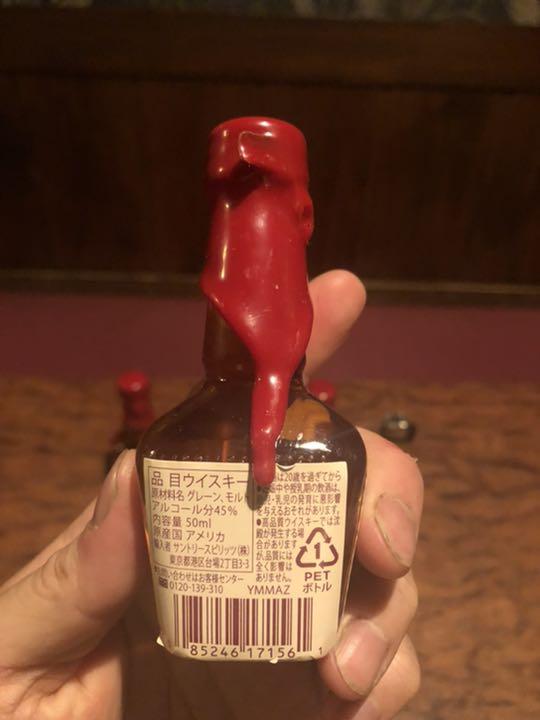 品 目ウイスキー
原材料名 グレーン、モルト
アルコール分45%
内容量 50ml
原産国 アメリカ
輸入者 サントリースピリッツ(株)
東京都港区台場2丁目3-3
お問い合わせはお客様センター
0120-139-310
は20歳を過ぎてから
中や授乳期の飲酒は、
児・乳児の発育に悪影響
を与えるおそれがあります。
●高品質ウイスキーでは沈
殿が発生する場
合があります
が、品質には
全く影響は
ありません。
1
PET
ボトル
YMMAZ
85246 17156 1